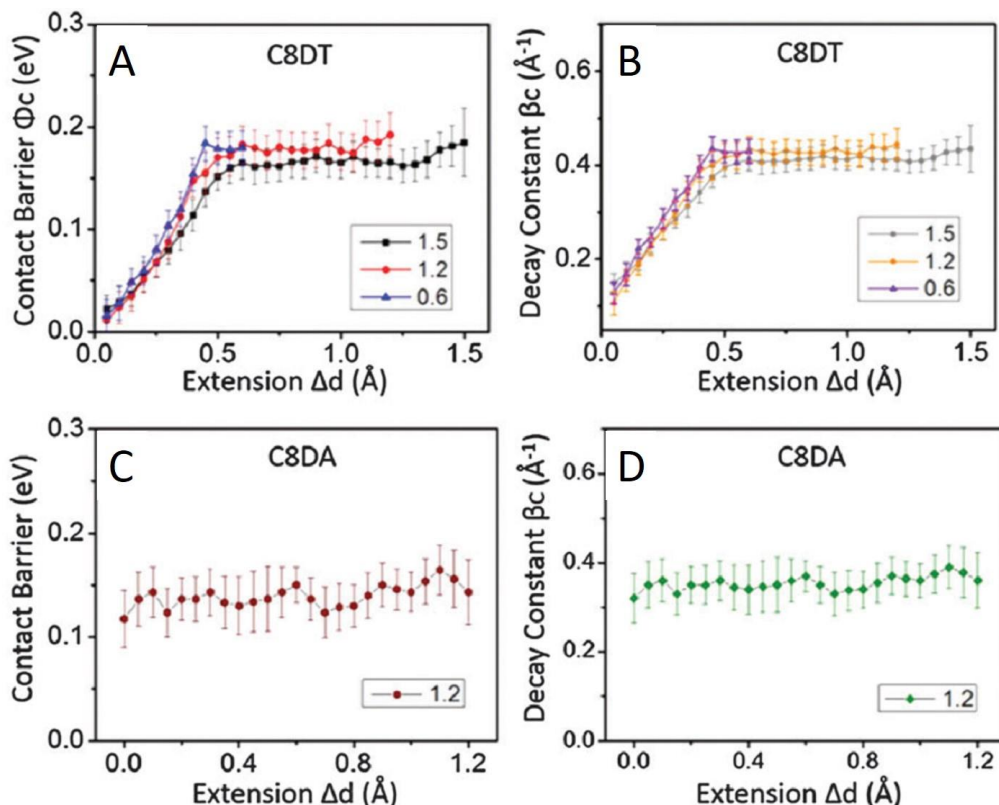 A
C8DT
Contact Barrier Φc (eV)
0.3
0.2
0.1
0.0
1.5
1.2
0.6
0.0 0.5 1.0 1.5
Extension Δd (Å)
B
C8DT
Decay Constant βc (Å⁻¹)
0.6
0.4
0.2
1.5
1.2
0.6
0.0 0.5 1.0 1.5
Extension Δd (Å)
C
C8DA
Contact Barrier (eV)
0.3
0.2
0.1
0.0
1.2
0.0 0.4 0.8 1.2
Extension Δd (Å)
D
C8DA
Decay Constant βc (Å⁻¹)
0.6
0.4
0.2
0.0
1.2
0.0 0.4 0.8 1.2
Extension Δd (Å)